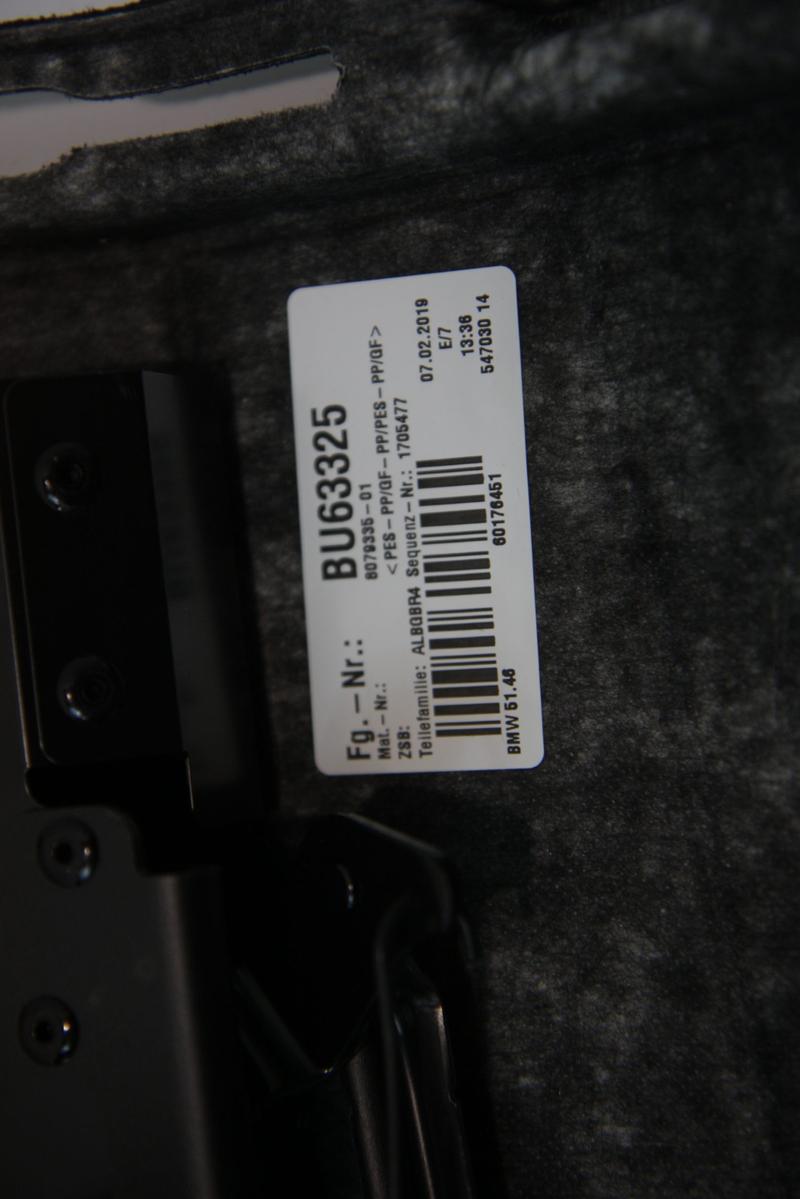 Fg.-Nr.: BU63325
Mat.-Nr.: 8079335-01
ZSB: <PES-PP/GF-PP/PES-PP/GF>
Teilefamilie: ALBGBR4 Sequenz-Nr.: 1705477
07.02.2019
E/7
13:36
547030 14
60176451
BMW 51.46